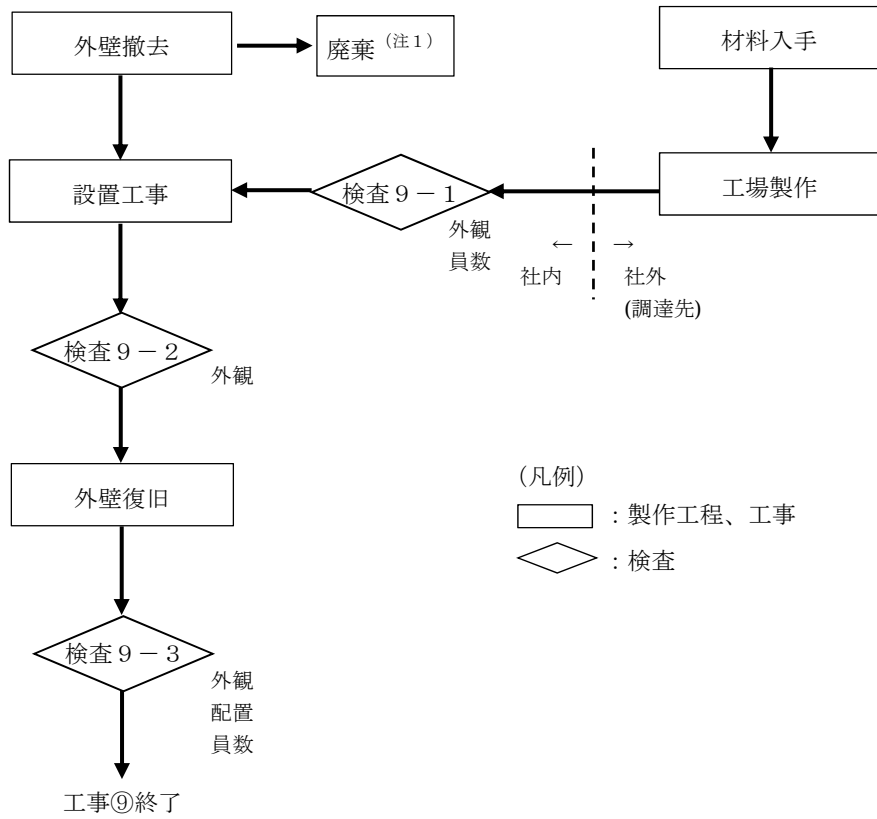 外壁撤去
廃棄（注１）
材料入手
設置工事
検査９－１
工場製作
外観
員数
←
→
社内
社外
(調達先)
検査９－２
外観
外壁復旧
（凡例）
：製作工程、工事
：検査
検査９－３
外観
配置
員数
工事⑨終了